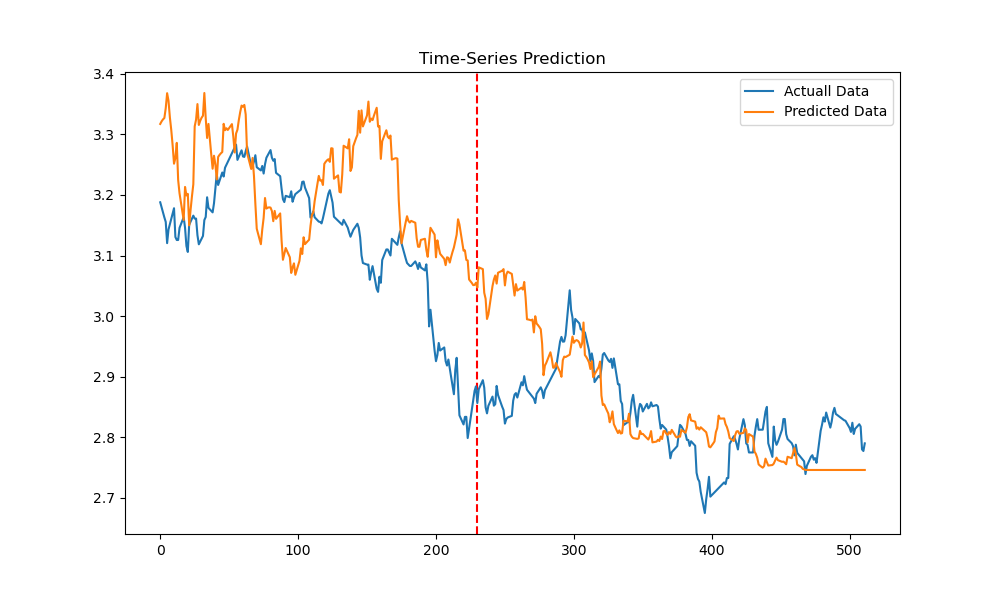 Time-Series Prediction
Actuall Data
Predicted Data
3.4
3.3
3.2
3.1
3.0
2.9
2.8
2.7
0 100 200 300 400 500